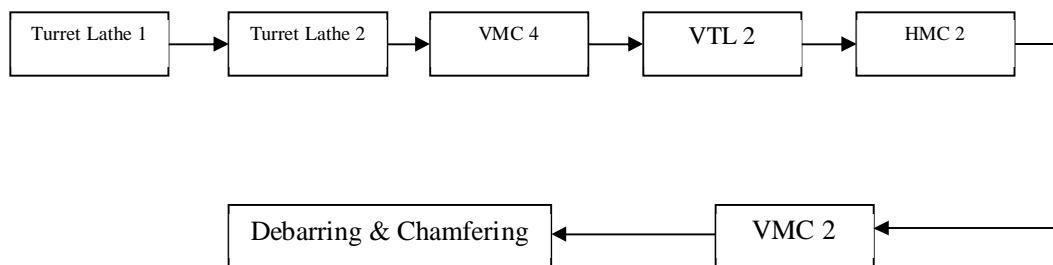 Turret Lathe 1
Turret Lathe 2
VMC 4
VTL 2
HMC 2
VMC 2
Debarring & Chamfering